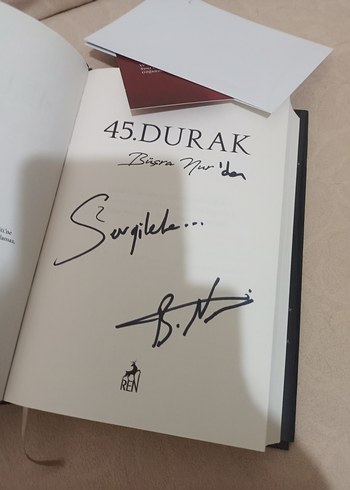 45.DURAK
Büşra Nur'dan
Sevgilerle...
B. N
REN